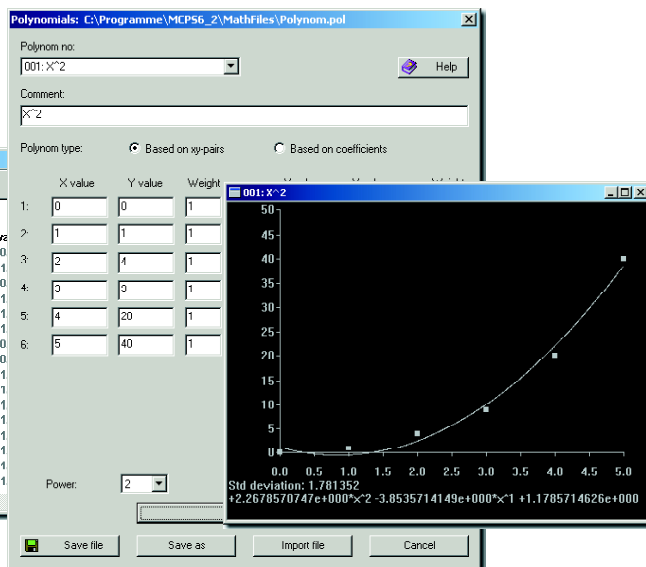 Polynomials: C:\Programme\MCPS6_2\MathFiles\Polynom.pol
Polynom no:
001: X^2
Help
Comment:
X^2
Polynom type:
Based on xy-pairs
Based on coefficients
X value Y value Weight
1: 0 0 1
2: 1 1 1
3: 2 4 1
4: 1
5: 4 20 1
6: 5 40 1
Power: 2
Save file
Save as
Import file
Cancel
001: X^2
50
45
40
35
30
25
20
15
10
5
0
0.0 0.5 1.0 1.5 2.0 2.5 3.0 3.5 4.0 4.5 5.0
Std deviation: 1.781352
+2.2678570747e+000*x^2 -3.8535714149e+000*x^1 +1.1785714626e+000